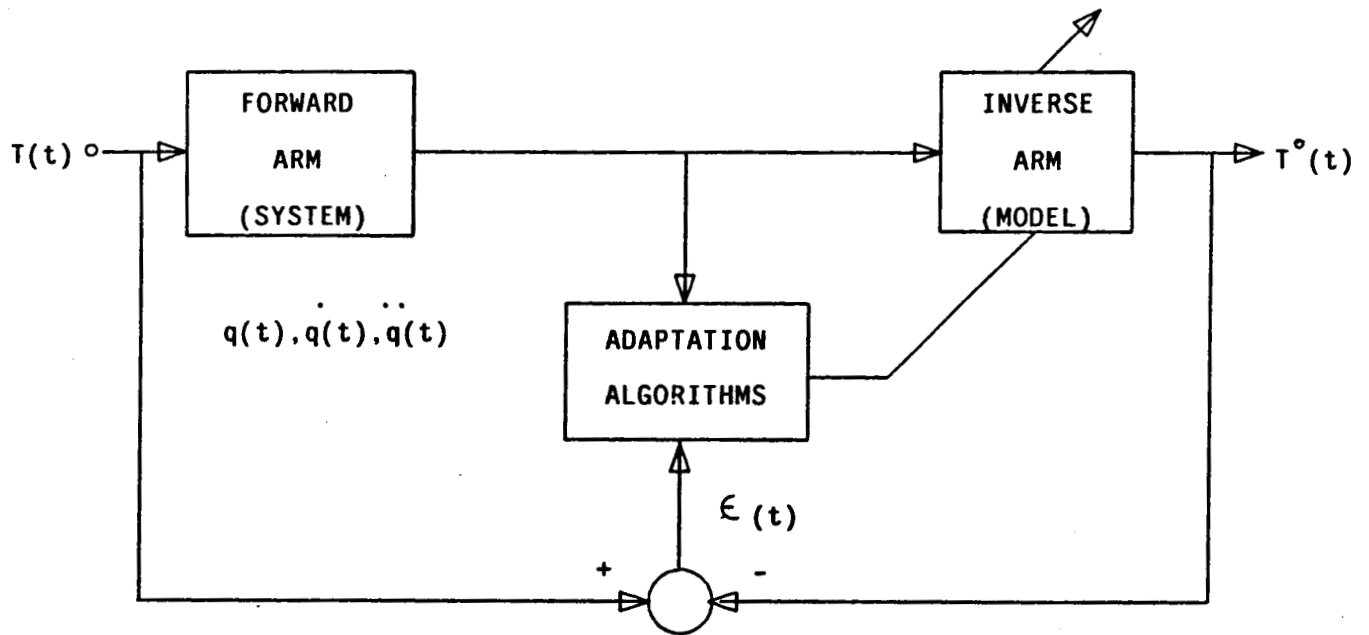 FORWARD
ARM
(SYSTEM)
INVERSE
ARM
(MODEL)
T(t)
T°(t)
q(t),q̇(t),q̈(t)
ADAPTATION
ALGORITHMS
ϵ(t)
+
-